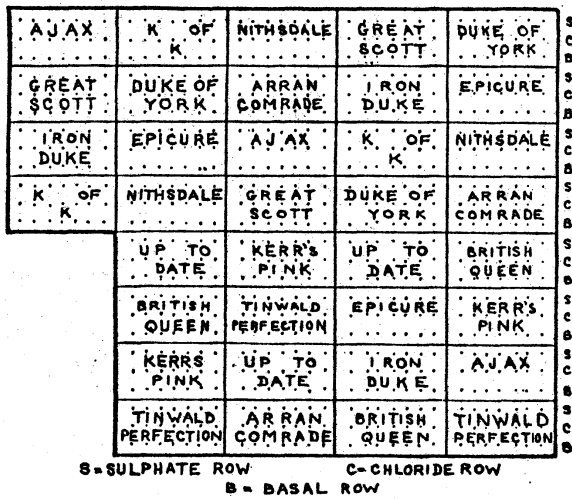 AJAX K OF K NITHSDALE GREAT SCOTT DUKE OF YORK S C B
GREAT SCOTT DUKE OF YORK ARRAN COMRADE IRON DUKE EPICURE S C B
IRON DUKE EPICURE AJAX K OF K NITHSDALE S C B
K OF K NITHSDALE GREAT SCOTT DUKE OF YORK ARRAN COMRADE S C B
UP TO DATE KERR'S PINK UP TO DATE BRITISH QUEEN S C B
BRITISH QUEEN TINWALD PERFECTION EPICURE KERR'S PINK S C B
KERRS PINK UP TO DATE IRON DUKE AJAX S C B
TINWALD PERFECTION ARRAN COMRADE BRITISH QUEEN TINWALD PERFECTION S C B
S = SULPHATE ROW C = CHLORIDE ROW
B = BASAL ROW